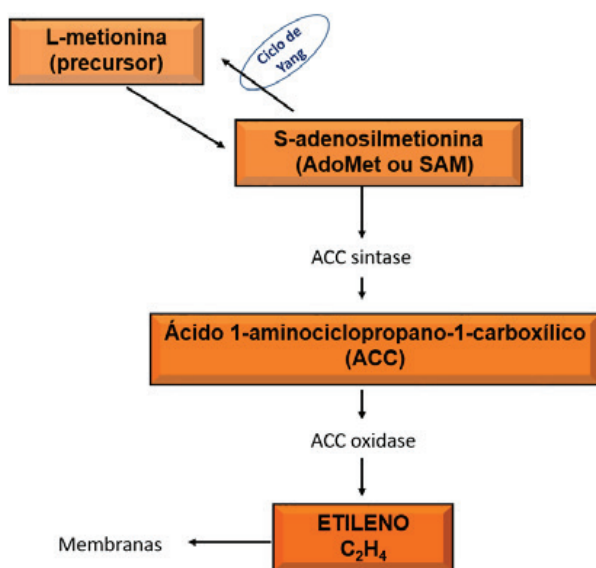 L-metionina
(precursor)
Ciclo de
Yang
S-adenosilmetionina
(AdoMet ou SAM)
ACC sintase
Ácido 1-aminociclopropano-1-carboxílico
(ACC)
ACC oxidase
ETILENO
C₂H₄
Membranas